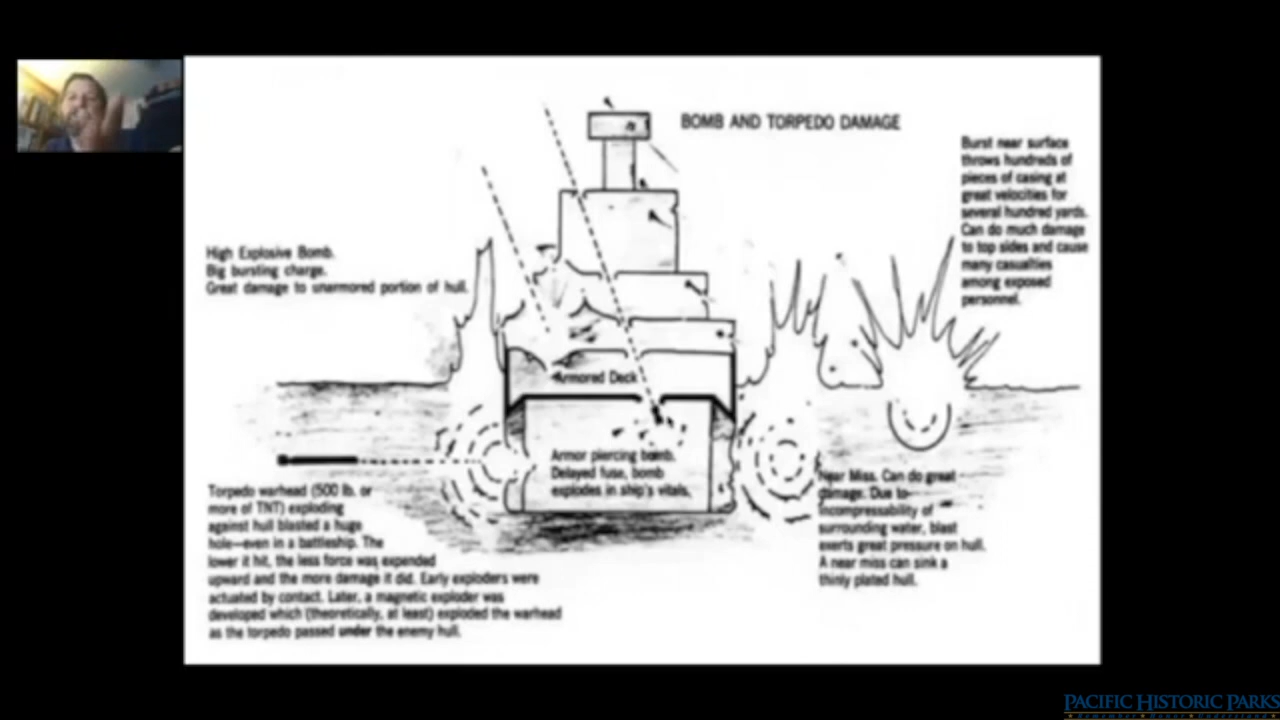 BOMB AND TORPEDO DAMAGE
Burst near surface
throws hundreds of
pieces of casing at
great velocities for
several hundred yards.
Can do much damage
to top sides and cause
many casualties
among exposed
personnel.
High Explosive Bomb.
Big bursting charge.
Great damage to unarmored portion of hull.
Armored Deck
Armor piercing bomb.
Delayed fuse, bomb
explodes in ship's vitals.
Torpedo warhead (500 lb. or
more of TNT) exploding
against hull blasted a huge
hole—even in a battleship. The
lower it hit, the less force was expended
upward and the more damage it did. Early exploders were
actuated by contact. Later, a magnetic exploder was
developed which (theoretically, at least) exploded the warhead
as the torpedo passed under the enemy hull.
Near Miss. Can do great
damage. Due to
incompressability of
surrounding water, blast
exerts great pressure on hull.
A near miss can sink a
thinly plated hull.
PACIFIC HISTORIC PARKS